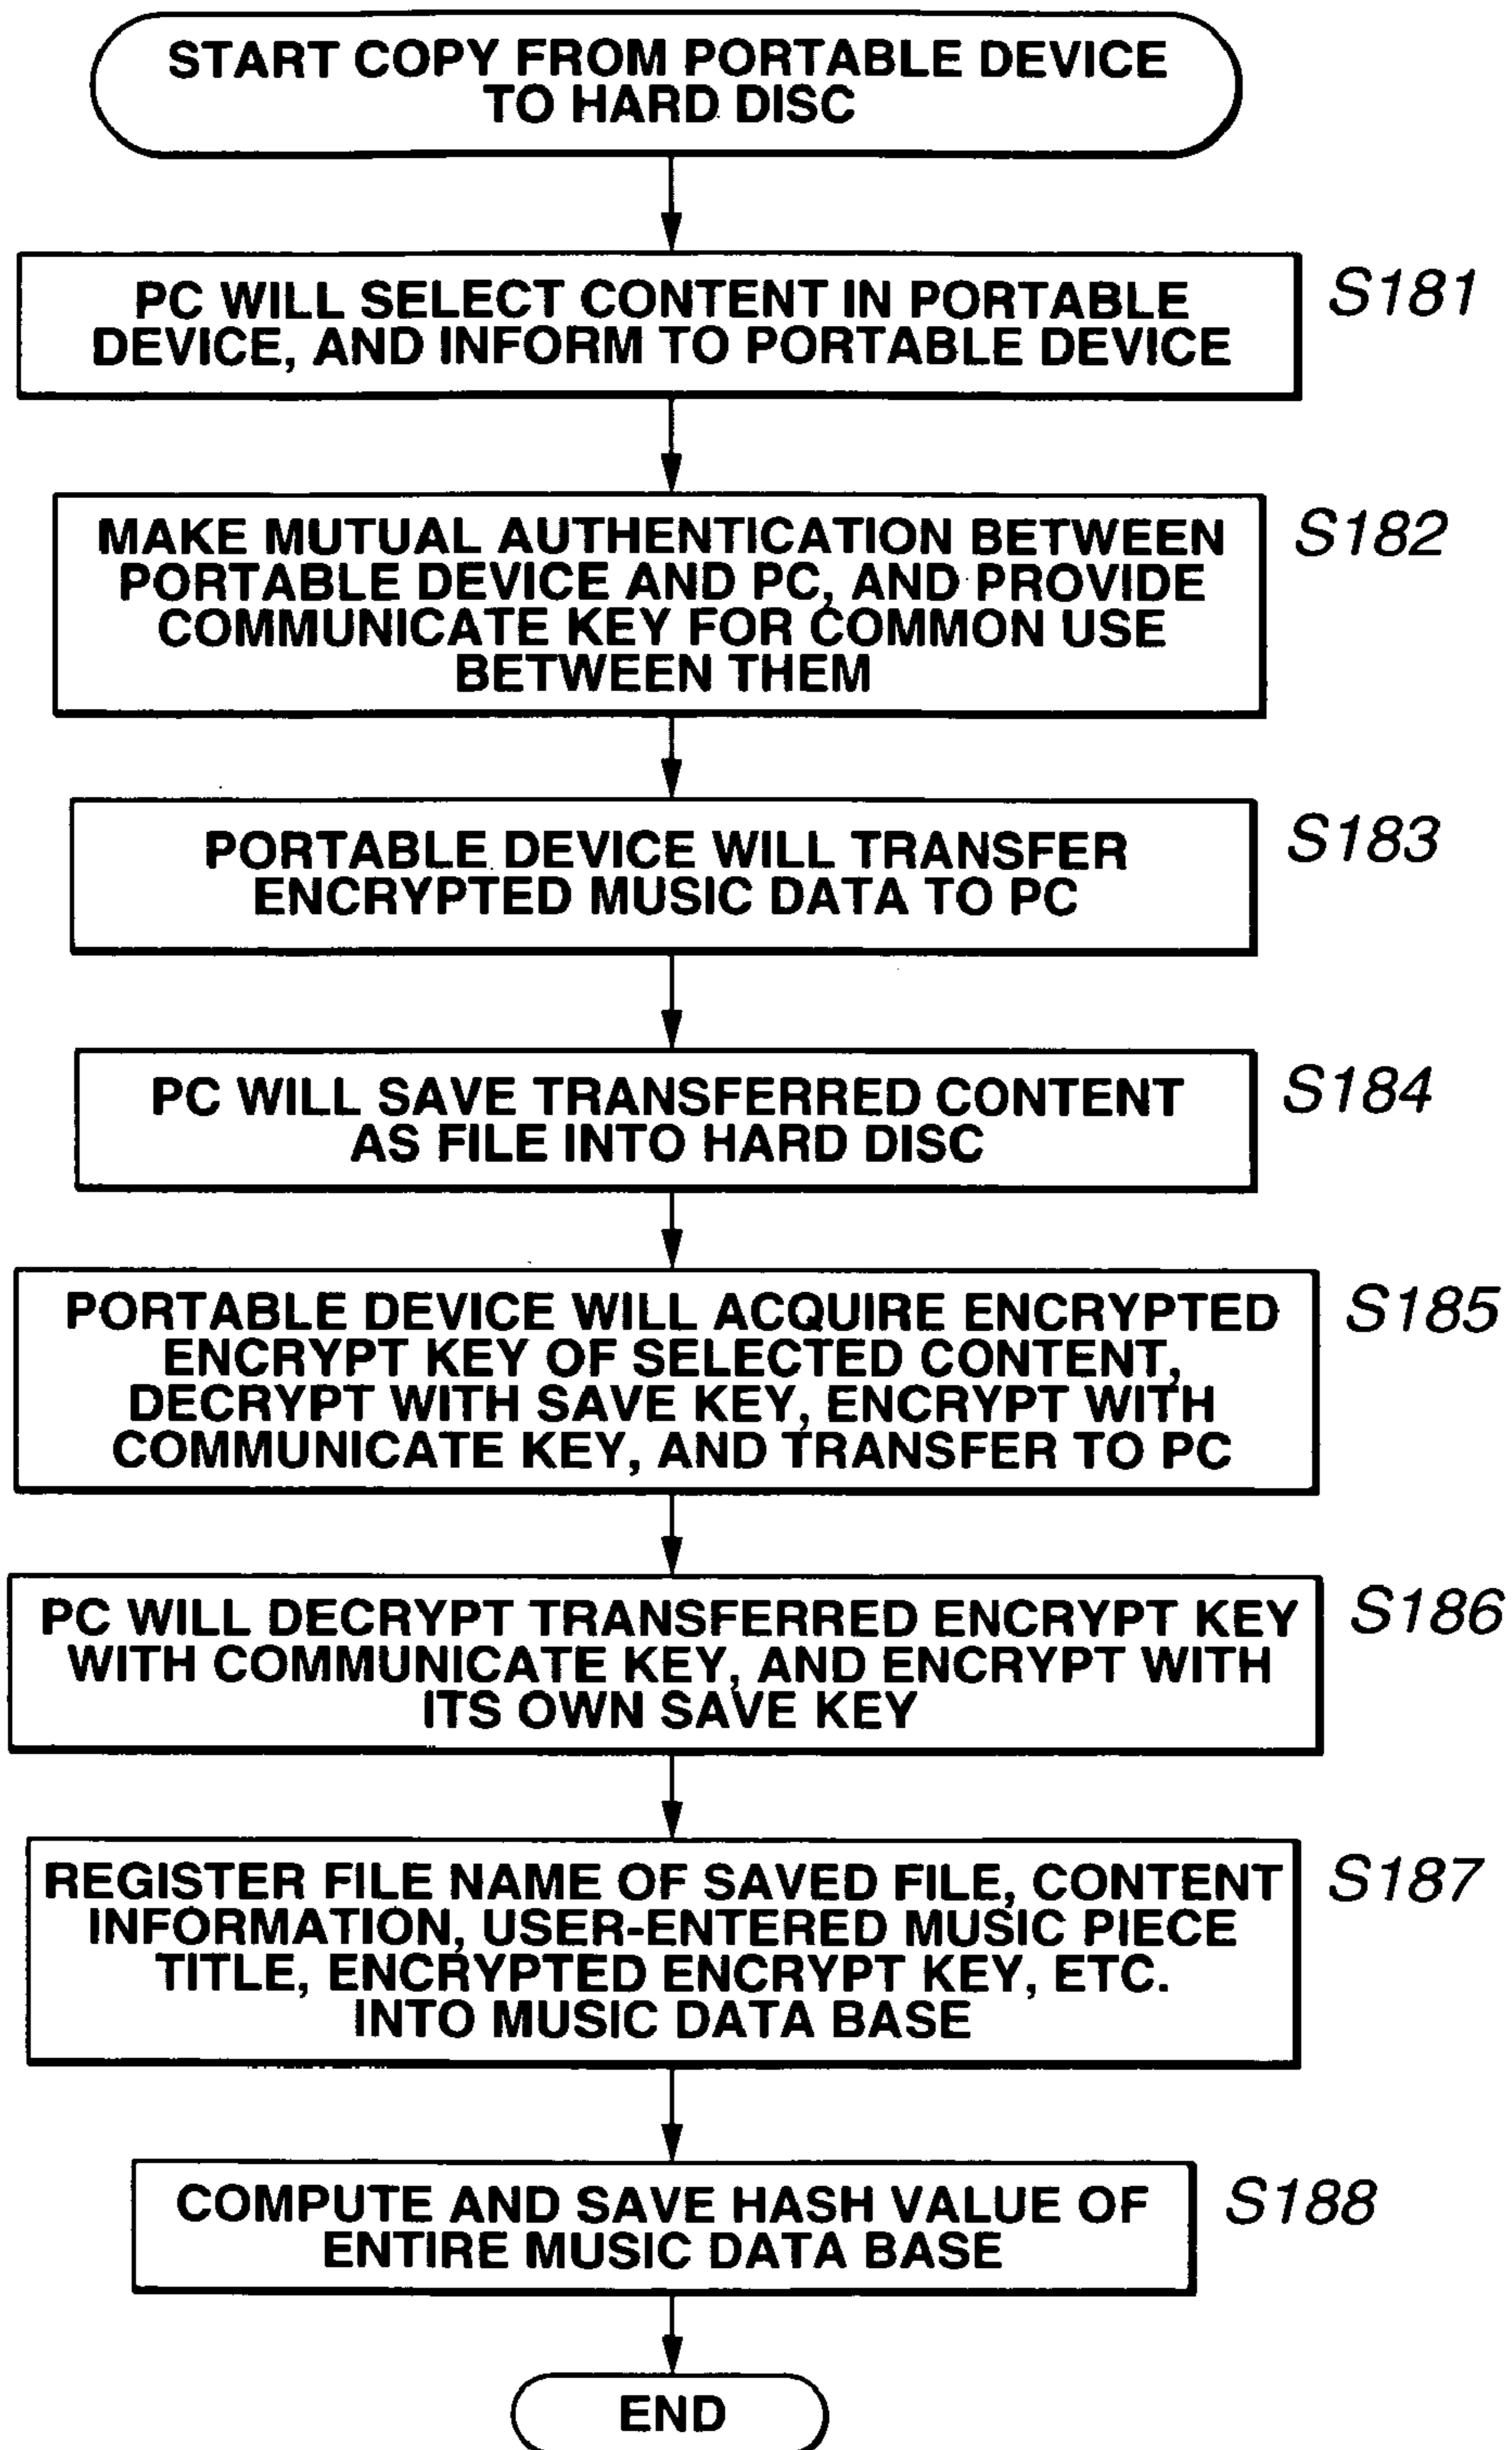 START COPY FROM PORTABLE DEVICE
TO HARD DISC
PC WILL SELECT CONTENT IN PORTABLE
DEVICE, AND INFORM TO PORTABLE DEVICE
S181
MAKE MUTUAL AUTHENTICATION BETWEEN
PORTABLE DEVICE AND PC, AND PROVIDE
COMMUNICATE KEY FOR COMMON USE
BETWEEN THEM
S182
PORTABLE DEVICE WILL TRANSFER
ENCRYPTED MUSIC DATA TO PC
S183
PC WILL SAVE TRANSFERRED CONTENT
AS FILE INTO HARD DISC
S184
PORTABLE DEVICE WILL ACQUIRE ENCRYPTED
ENCRYPT KEY OF SELECTED CONTENT,
DECRYPT WITH SAVE KEY, ENCRYPT WITH
COMMUNICATE KEY, AND TRANSFER TO PC
S185
PC WILL DECRYPT TRANSFERRED ENCRYPT KEY
WITH COMMUNICATE KEY, AND ENCRYPT WITH
ITS OWN SAVE KEY
S186
REGISTER FILE NAME OF SAVED FILE, CONTENT
INFORMATION, USER-ENTERED MUSIC PIECE
TITLE, ENCRYPTED ENCRYPT KEY, ETC.
INTO MUSIC DATA BASE
S187
COMPUTE AND SAVE HASH VALUE OF
ENTIRE MUSIC DATA BASE
S188
END